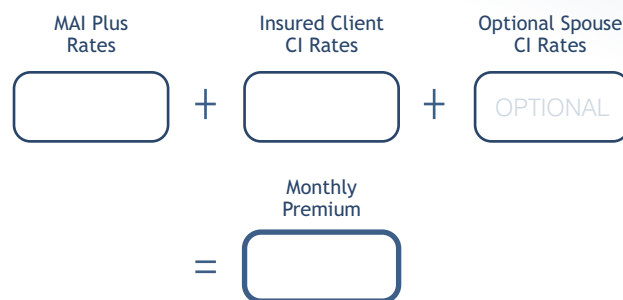 MAI Plus
Rates
Insured Client
CI Rates
Optional Spouse
CI Rates
+
+
OPTIONAL
Monthly
Premium
=